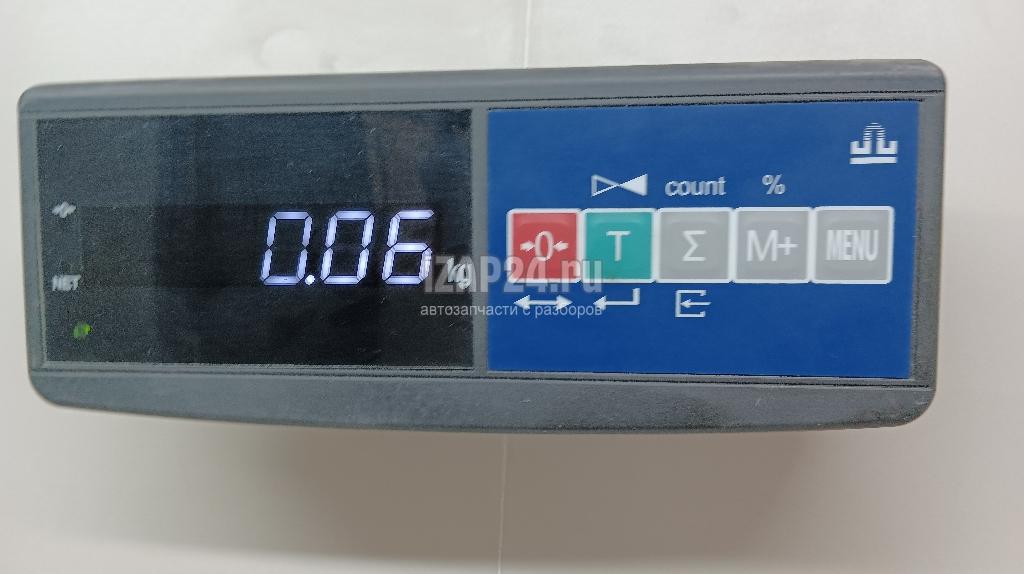 count %
0.06 kg
→0← T Σ M+ MENU
NET
iZAP24.ru
автозапчасти с разборов